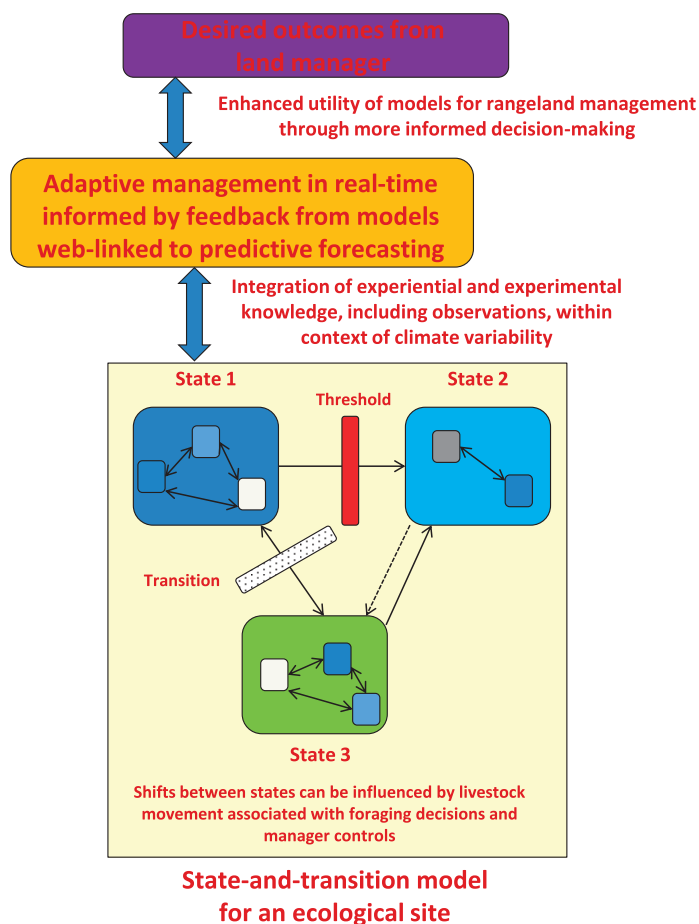 Desired outcomes from
land manager
Enhanced utility of models for rangeland management
through more informed decision-making
Adaptive management in real-time
informed by feedback from models
web-linked to predictive forecasting
Integration of experiential and experimental
knowledge, including observations, within
context of climate variability
State 1
State 2
Threshold
Transition
State 3
Shifts between states can be influenced by livestock
movement associated with foraging decisions and
manager controls
State-and-transition model
for an ecological site